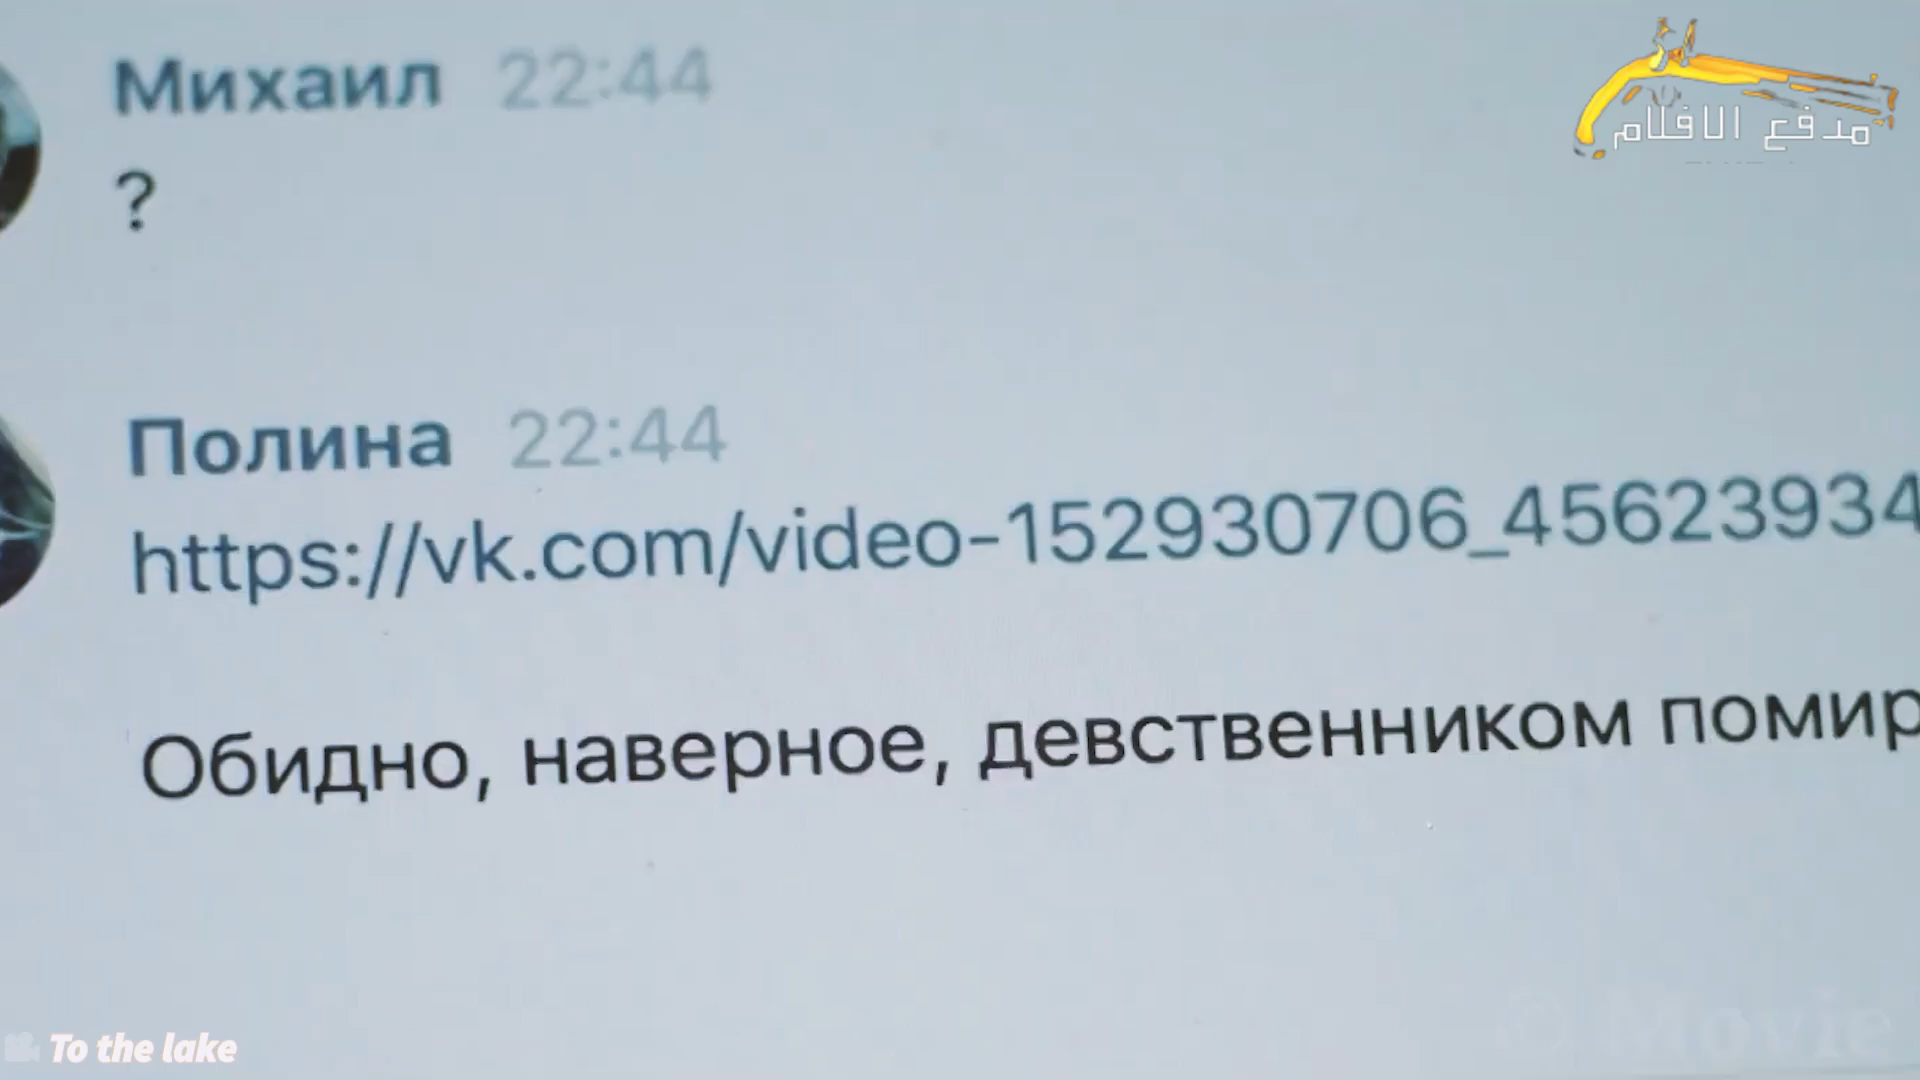 Михаил 22:44
?
Полина 22:44
https://vk.com/video-152930706_45623934
Обидно, наверное, девственником помир
مدفع الافلام
To the lake
© Movie